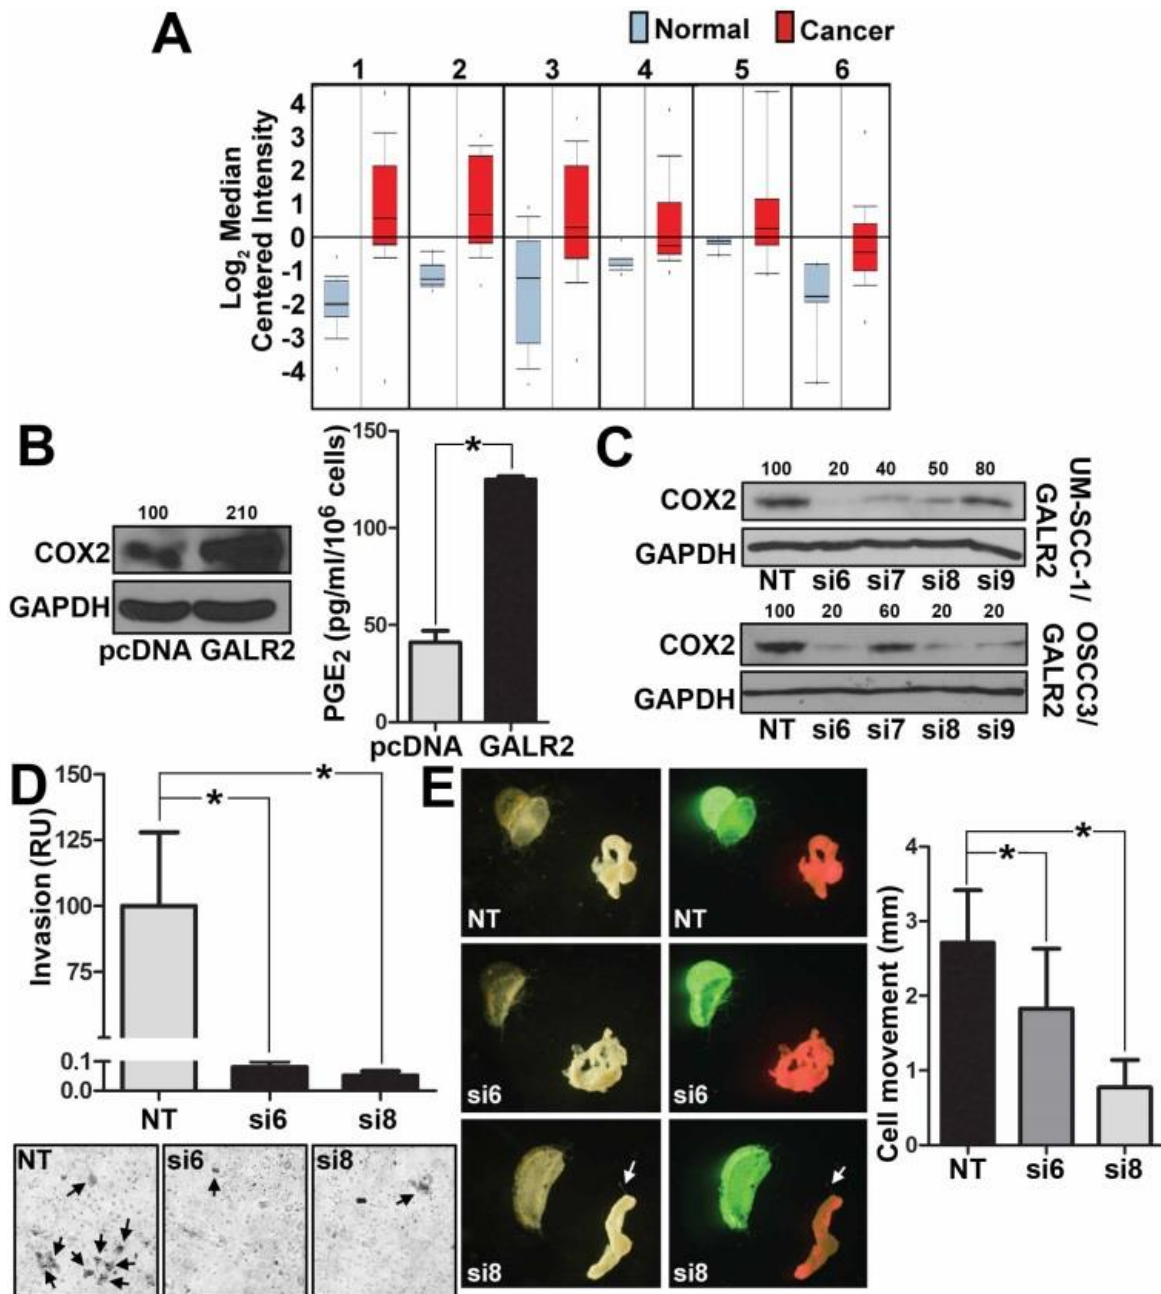 A
Normal Cancer
1 2 3 4 5 6
Log2 Median
Centered Intensity
4
3
2
1
0
-1
-2
-3
-4
B
100 210
COX2
GAPDH
pcDNA GALR2
PGE2 (pg/ml/10^6 cells)
150
100
50
0
*
pcDNA GALR2
C
100 20 40 50 80
COX2
GAPDH
NT si6 si7 si8 si9
UM-SCC-1/
GALR2
100 20 60 20 20
COX2
GAPDH
NT si6 si7 si8 si9
OSCC3/
GALR2
D
Invasion (RU)
150
125
100
75
0.1
0.0
*
*
NT si6 si8
NT si6 si8
E
NT NT
si6 si6
si8 si8
Cell movement (mm)
4
3
2
1
0
*
*
NT si6 si8